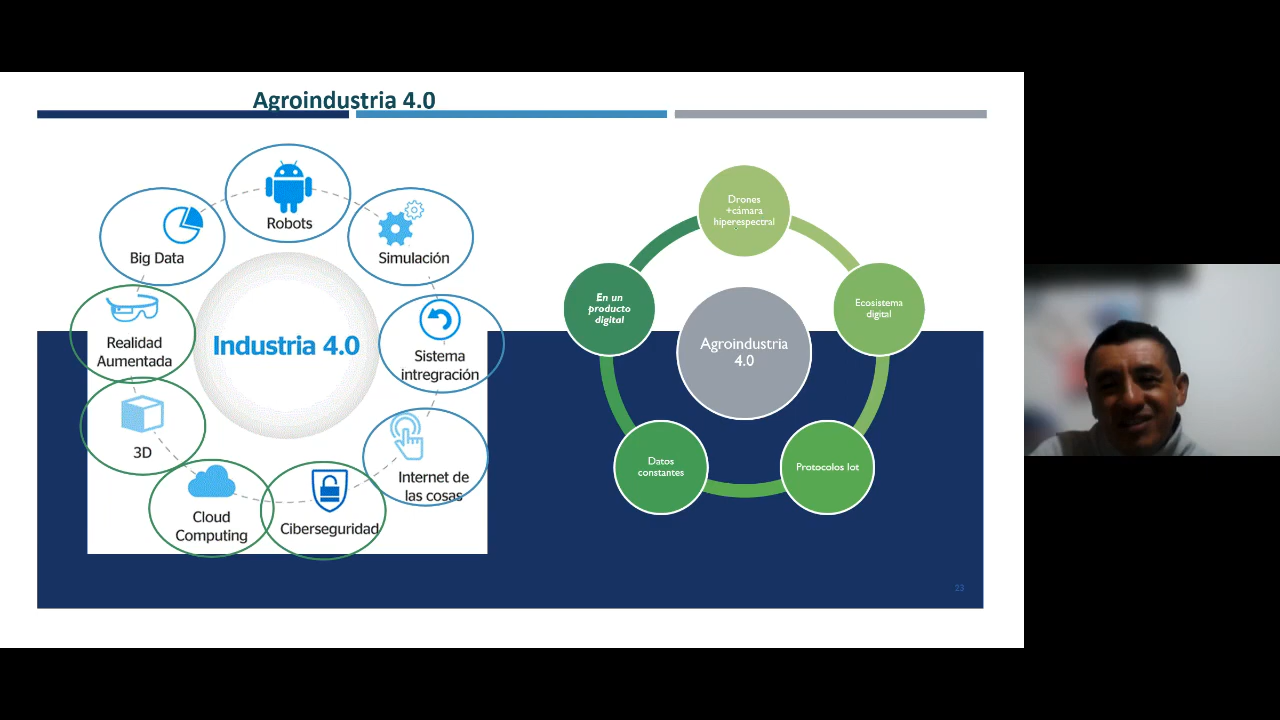 Agroindustria 4.0
Robots
Big Data
Simulación
Realidad
Aumentada
Industria 4.0
Sistema
intregración
3D
Internet de
las cosas
Cloud
Computing
Ciberseguridad
Drones
+cámara
hiperespectral
En un
producto
digital
Ecosistema
digital
Agroindustria
4.0
Datos
constantes
Protocolos Iot
23